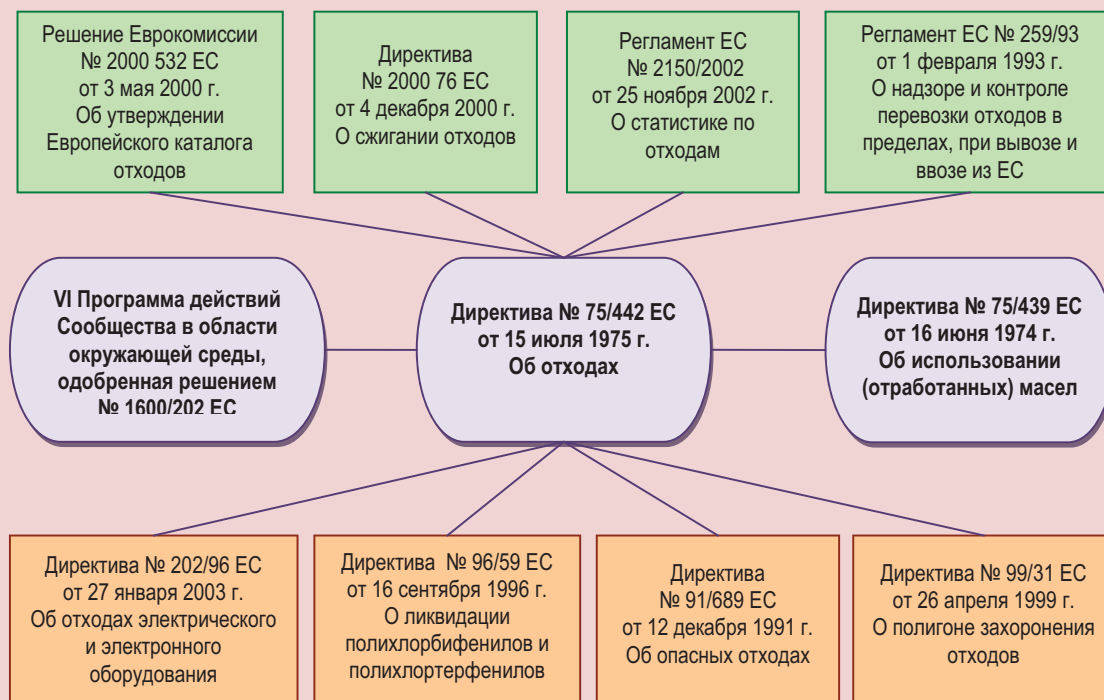 Решение Еврокомиссии
№ 2000 532 ЕС
от 3 мая 2000 г.
Об утверждении
Европейского каталога
отходов
Директива
№ 2000 76 ЕС
от 4 декабря 2000 г.
О сжигании отходов
Регламент ЕС
№ 2150/2002
от 25 ноября 2002 г.
О статистике по
отходам
Регламент ЕС № 259/93
от 1 февраля 1993 г.
О надзоре и контроле
перевозки отходов в
пределах, при вывозе и
ввозе из ЕС
VI Программа действий
Сообщества в области
окружающей среды,
одобренная решением
№ 1600/202 ЕС
Директива № 75/442 ЕС
от 15 июля 1975 г.
Об отходах
Директива № 75/439 ЕС
от 16 июня 1974 г.
Об использовании
(отработанных) масел
Директива № 202/96 ЕС
от 27 января 2003 г.
Об отходах электрического
и электронного
оборудования
Директива № 96/59 ЕС
от 16 сентября 1996 г.
О ликвидации
полихлорбифенилов и
полихлортерфенилов
Директива
№ 91/689 ЕС
от 12 декабря 1991 г.
Об опасных отходах
Директива № 99/31 ЕС
от 26 апреля 1999 г.
О полигоне захоронения
отходов